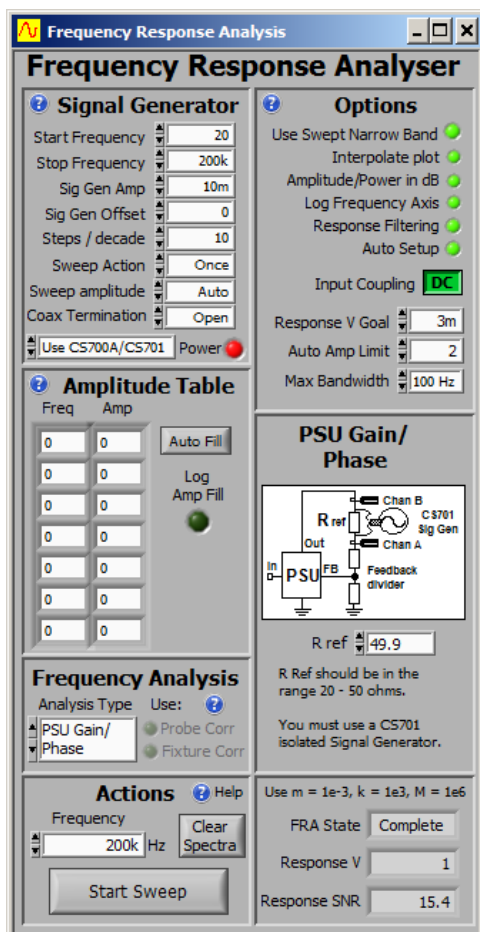 Frequency Response Analysis
Frequency Response Analyser
? Signal Generator
Start Frequency 20
Stop Frequency 200k
Sig Gen Amp 10m
Sig Gen Offset 0
Steps / decade 10
Sweep Action Once
Sweep amplitude Auto
Coax Termination Open
Use CS700A/CS701 Power
? Options
Use Swept Narrow Band
Interpolate plot
Amplitude/Power in dB
Log Frequency Axis
Response Filtering
Auto Setup
Input Coupling DC
Response V Goal 3m
Auto Amp Limit 2
Max Bandwidth 100 Hz
? Amplitude Table
Freq Amp
0 0
0 0
0 0
0 0
0 0
0 0
0 0
Auto Fill
Log
Amp Fill
PSU Gain/
Phase
Chan B
R ref
CS701
Sig Gen
Out
Chan A
In
PSU
FB
Feedback
divider
R ref 49.9
R Ref should be in the
range 20 - 50 ohms.
You must use a CS701
isolated Signal Generator.
Frequency Analysis
Analysis Type Use: ?
PSU Gain/
Phase
Probe Corr
Fixture Corr
Actions ? Help
Frequency
200k Hz
Clear
Spectra
Start Sweep
Use m = 1e-3, k = 1e3, M = 1e6
FRA State Complete
Response V 1
Response SNR 15.4